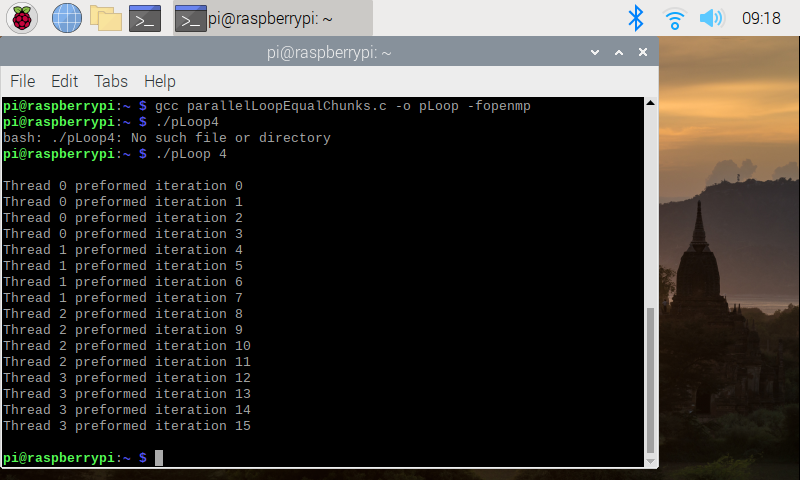 pi@raspberrypi: ~
09:18
pi@raspberrypi: ~
File Edit Tabs Help
pi@raspberrypi:~ $ gcc parallelLoopEqualChunks.c -o pLoop -fopenmp
pi@raspberrypi:~ $ ./pLoop4
bash: ./pLoop4: No such file or directory
pi@raspberrypi:~ $ ./pLoop 4
Thread 0 preformed iteration 0
Thread 0 preformed iteration 1
Thread 0 preformed iteration 2
Thread 0 preformed iteration 3
Thread 1 preformed iteration 4
Thread 1 preformed iteration 5
Thread 1 preformed iteration 6
Thread 1 preformed iteration 7
Thread 2 preformed iteration 8
Thread 2 preformed iteration 9
Thread 2 preformed iteration 10
Thread 2 preformed iteration 11
Thread 3 preformed iteration 12
Thread 3 preformed iteration 13
Thread 3 preformed iteration 14
Thread 3 preformed iteration 15
pi@raspberrypi:~ $